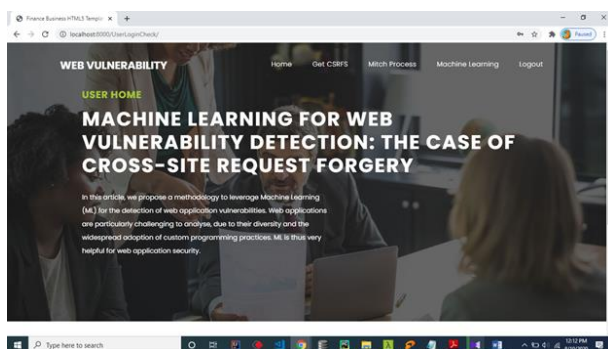 Finance Business HTML5 Templa
localhost:8000/UserLoginCheck/
Paused
WEB VULNERABILITY
Home Get CSRFS Mitch Process Machine Learning Logout
USER HOME
MACHINE LEARNING FOR WEB
VULNERABILITY DETECTION: THE CASE OF
CROSS-SITE REQUEST FORGERY
In this article, we propose a methodology to leverage Machine Learning
(ML) for the detection of web application vulnerabilities. Web applications
are particularly challenging to analyse, due to their diversity and the
widespread adoption of custom programming practices. ML is thus very
helpful for web application security.
Type here to search
12:12 PM